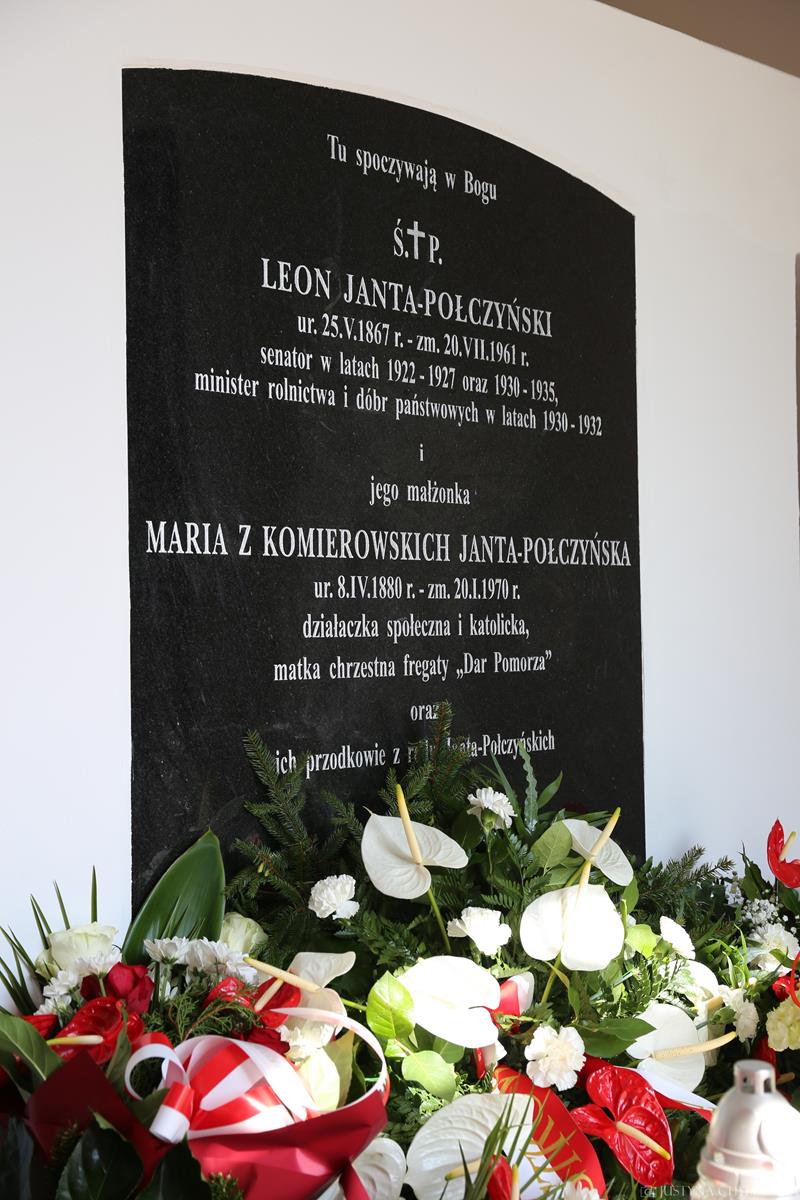 Tu spoczywają w Bogu
Ś.✝P.
LEON JANTA-POŁCZYŃSKI
ur. 25.V.1867 r. - zm. 20.VII.1961 r.
senator w latach 1922 - 1927 oraz 1930 - 1935,
minister rolnictwa i dóbr państwowych w latach 1930 - 1932
i
jego małżonka
MARIA Z KOMIEROWSKICH JANTA-POŁCZYŃSKA
ur. 8.IV.1880 r. - zm. 20.I.1970 r.
działaczka społeczna i katolicka,
matka chrzestna fregaty „Dar Pomorza”
oraz
ich przodkowie z Janta-Połczyńskich